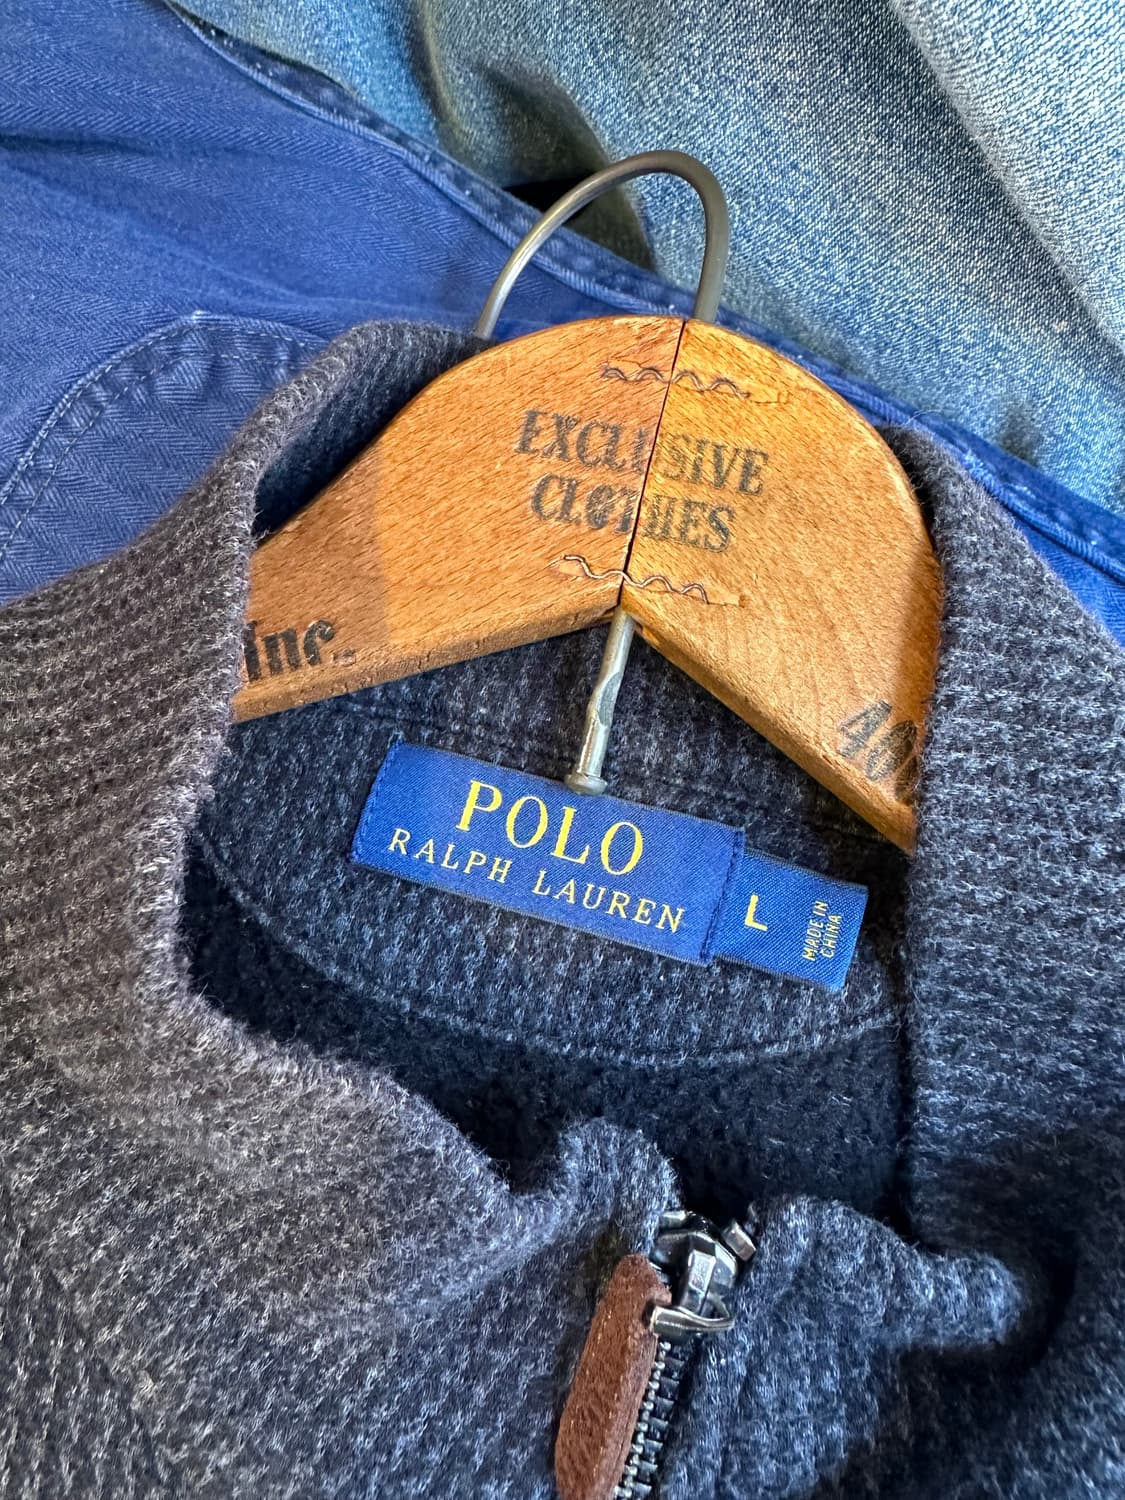 EXCLUSIVE
CLOTHES
Inc.
POLO
RALPH LAUREN
L
MADE IN
CHINA